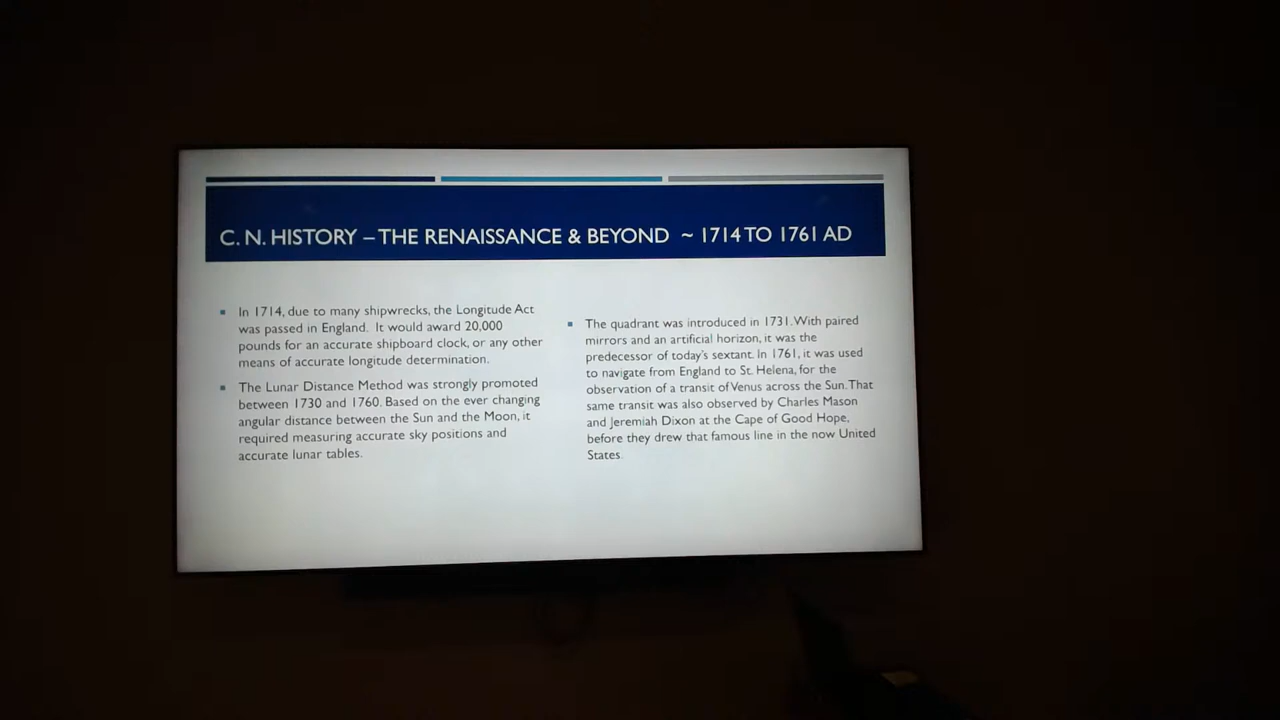 C. N. HISTORY – THE RENAISSANCE & BEYOND ~ 1714 TO 1761 AD
In 1714, due to many shipwrecks, the Longitude Act
was passed in England. It would award 20,000
pounds for an accurate shipboard clock, or any other
means of accurate longitude determination.
The Lunar Distance Method was strongly promoted
between 1730 and 1760. Based on the ever changing
angular distance between the Sun and the Moon, it
required measuring accurate sky positions and
accurate lunar tables.
The quadrant was introduced in 1731. With paired
mirrors and an artificial horizon, it was the
predecessor of today's sextant. In 1761, it was used
to navigate from England to St. Helena, for the
observation of a transit of Venus across the Sun. That
same transit was also observed by Charles Mason
and Jeremiah Dixon at the Cape of Good Hope,
before they drew that famous line in the now United
States.